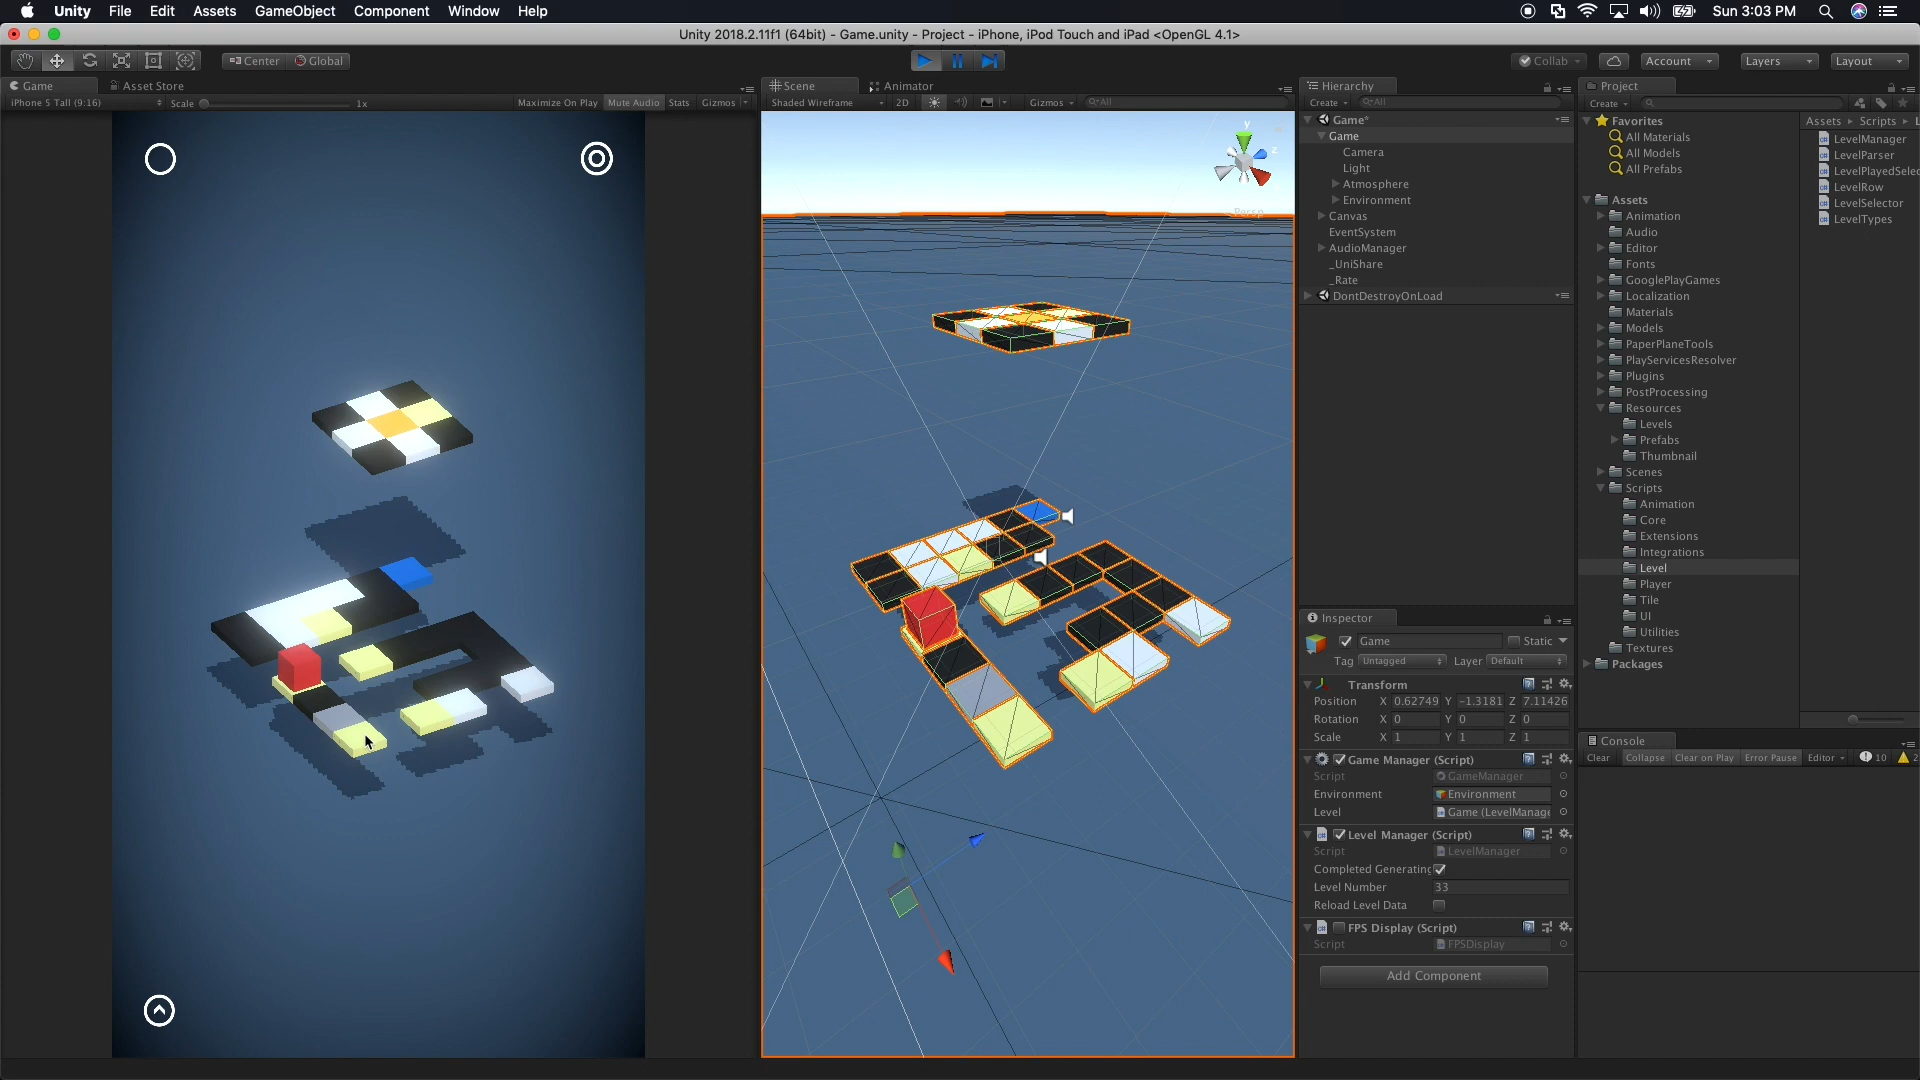 Unity File Edit Assets GameObject Component Window Help Sun 3:03 PM
Unity 2018.2.11f1 (64bit) - Game.unity - Project - iPhone, iPod Touch and iPad <OpenGL 4.1>
Center Global Collab Account Layers Layout
Game Asset Store
iPhone 5 Tall (9:16) Scale 1x Maximize On Play Mute Audio Stats Gizmos
Scene Animator
Shaded Wireframe 2D Gizmos All
y
z
Persp
Hierarchy
Create All
Game*
Game
Camera
Light
Atmosphere
Environment
Canvas
EventSystem
AudioManager
_UniShare
_Rate
DontDestroyOnLoad
Inspector
Game Static
Tag Untagged Layer Default
Transform
Position X 0.62749 Y -1.3181 Z 7.11426
Rotation X 0 Y 0 Z 0
Scale X 1 Y 1 Z 1
Game Manager (Script)
Script GameManager
Environment Environment
Level Game (LevelManage
Level Manager (Script)
Script LevelManager
Completed Generating
Level Number 33
Reload Level Data
FPS Display (Script)
Script FPSDisplay
Add Component
Project
Create
Favorites
All Materials
All Models
All Prefabs
Assets
Animation
Audio
Editor
Fonts
GooglePlayGames
Localization
Materials
Models
PaperPlaneTools
PlayServicesResolver
Plugins
PostProcessing
Resources
Levels
Prefabs
Thumbnail
Scenes
Scripts
Animation
Core
Extensions
Integrations
Level
Player
Tile
UI
Utilities
Textures
Packages
Assets Scripts L
LevelManager
LevelParser
LevelPlayedSelec
LevelRow
LevelSelector
LevelTypes
Console
Clear Collapse Clear on Play Error Pause Editor 10 2